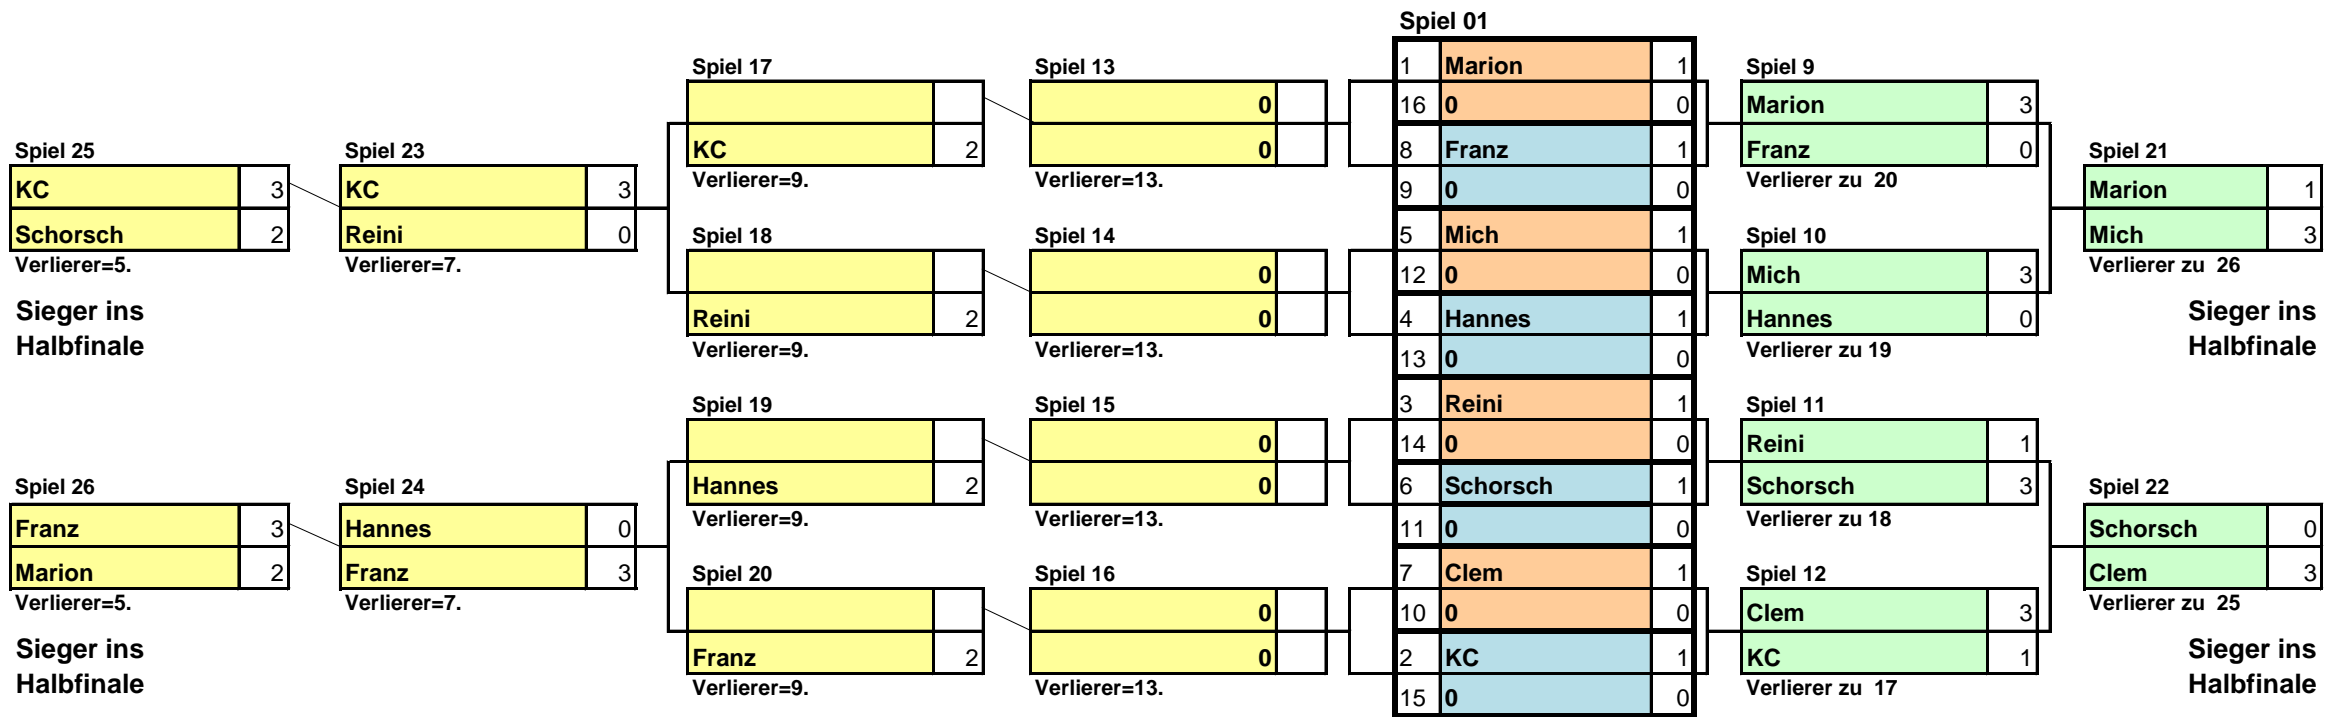 Spiel 01
Spiel 17 Spiel 13 1 Marion 1 Spiel 9
0 16 0 0 Marion 3
Spiel 25 Spiel 23 KC 2 0 8 Franz 1 Franz 0 Spiel 21
KC 3 KC 3 Verlierer=9. Verlierer=13. 9 0 0 Verlierer zu 20 Marion 1
Schorsch 2 Reini 0 Spiel 18 Spiel 14 5 Mich 1 Spiel 10 Mich 3
Verlierer=5. Verlierer=7. 0 12 0 0 Mich 3 Verlierer zu 26
Sieger ins Reini 2 0 4 Hannes 1 Hannes 0 Sieger ins
Halbfinale Verlierer=9. Verlierer=13. 13 0 0 Verlierer zu 19 Halbfinale
Spiel 19 Spiel 15 3 Reini 1 Spiel 11
0 14 0 0 Reini 1
Spiel 26 Spiel 24 Hannes 2 0 6 Schorsch 1 Schorsch 3 Spiel 22
Franz 3 Hannes 0 Verlierer=9. Verlierer=13. 11 0 0 Verlierer zu 18 Schorsch 0
Marion 2 Franz 3 Spiel 20 Spiel 16 7 Clem 1 Spiel 12 Clem 3
Verlierer=5. Verlierer=7. 0 10 0 0 Clem 3 Verlierer zu 25
Sieger ins Franz 2 0 2 KC 1 KC 1 Sieger ins
Halbfinale Verlierer=9. Verlierer=13. 15 0 0 Verlierer zu 17 Halbfinale